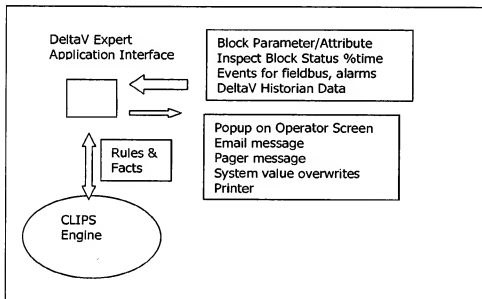 DeltaV Expert
Application Interface
Block Parameter/Attribute
Inspect Block Status %time
Events for fieldbus, alarms
DeltaV Historian Data
Popup on Operator Screen
Email message
Pager message
System value overwrites
Printer
Rules &
Facts
CLIPS
Engine